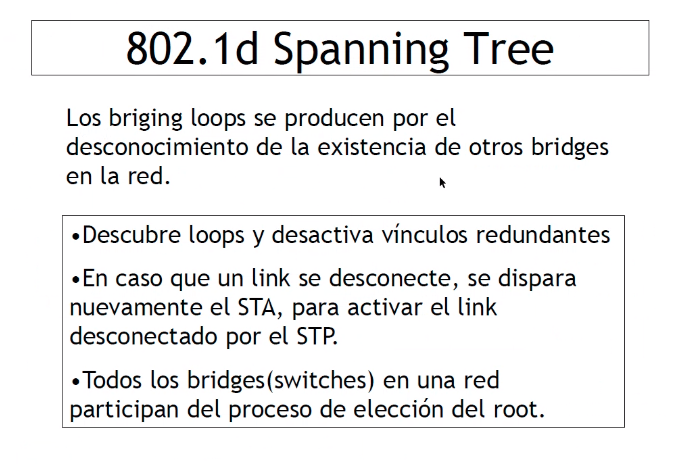 802.1d Spanning Tree
Los briging loops se producen por el
desconocimiento de la existencia de otros bridges
en la red.
•Descubre loops y desactiva vínculos redundantes
•En caso que un link se desconecte, se dispara
nuevamente el STA, para activar el link
desconectado por el STP.
•Todos los bridges(switches) en una red
participan del proceso de elección del root.